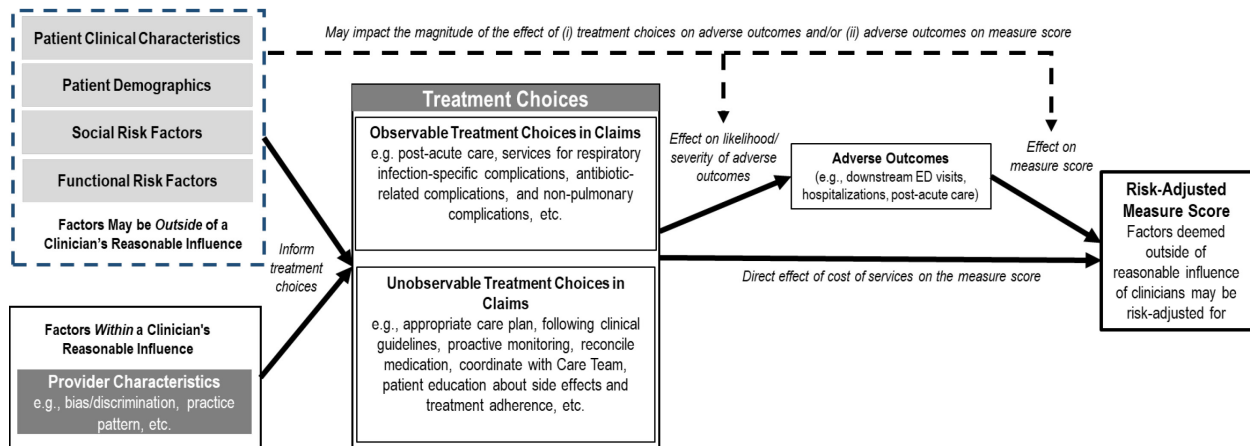 Patient Clinical Characteristics
Patient Demographics
Social Risk Factors
Functional Risk Factors
Factors May be Outside of a
Clinician's Reasonable Influence
Factors Within a Clinician's
Reasonable Influence
Provider Characteristics
e.g., bias/discrimination, practice
pattern, etc.
Inform
treatment
choices
May impact the magnitude of the effect of (i) treatment choices on adverse outcomes and/or (ii) adverse outcomes on measure score
Treatment Choices
Observable Treatment Choices in Claims
e.g. post-acute care, services for respiratory
infection-specific complications, antibiotic-
related complications, and non-pulmonary
complications, etc.
Unobservable Treatment Choices in
Claims
e.g., appropriate care plan, following clinical
guidelines, proactive monitoring, reconcile
medication, coordinate with Care Team,
patient education about side effects and
treatment adherence, etc.
Effect on likelihood/
severity of adverse
outcomes
Adverse Outcomes
(e.g., downstream ED visits,
hospitalizations, post-acute care)
Effect on
measure score
Direct effect of cost of services on the measure score
Risk-Adjusted
Measure Score
Factors deemed
outside of
reasonable influence
of clinicians may be
risk-adjusted for